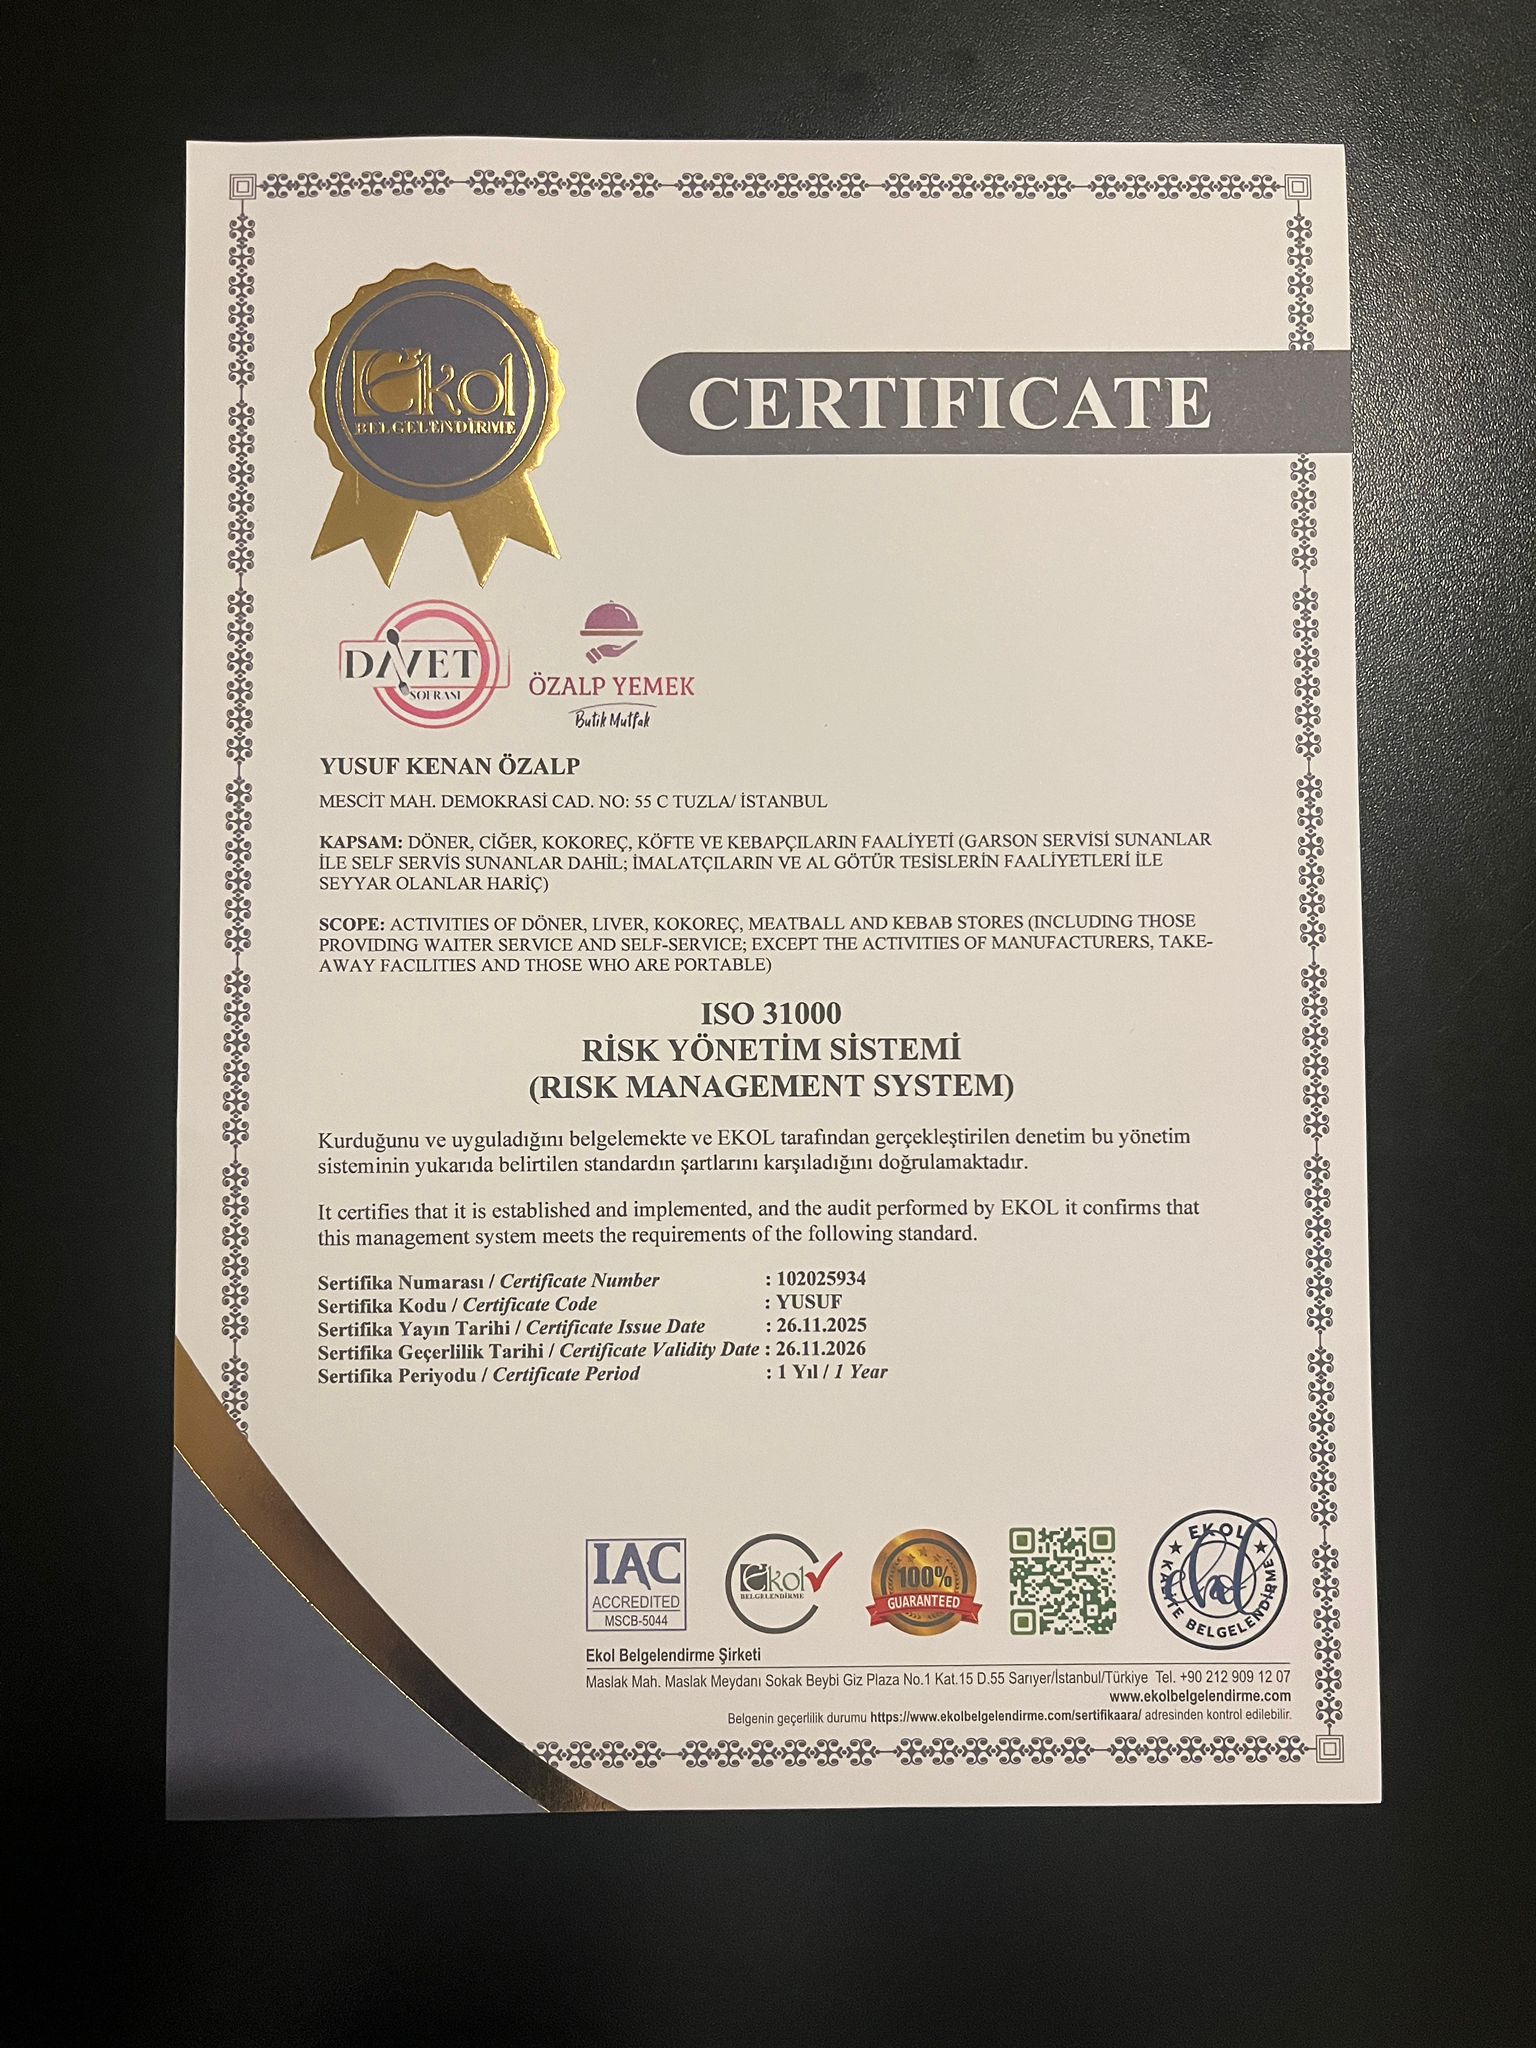 Ekol
BELGELENDİRME
CERTIFICATE
DAVET
SOFRASI
ÖZALP YEMEK
Butik Mutfak
YUSUF KENAN ÖZALP
MESCİT MAH. DEMOKRASİ CAD. NO: 55 C TUZLA/ İSTANBUL
KAPSAM: DÖNER, CİĞER, KOKOREÇ, KÖFTE VE KEBAPÇILARIN FAALİYETİ (GARSON SERVİSİ SUNANLAR
İLE SELF SERVİS SUNANLAR DAHİL; İMALATÇILARIN VE AL GÖTÜR TESİSLERİN FAALİYETLERİ İLE
SEYYAR OLANLAR HARİÇ)
SCOPE: ACTIVITIES OF DÖNER, LIVER, KOKOREÇ, MEATBALL AND KEBAB STORES (INCLUDING THOSE
PROVIDING WAITER SERVICE AND SELF-SERVICE; EXCEPT THE ACTIVITIES OF MANUFACTURERS, TAKE-
AWAY FACILITIES AND THOSE WHO ARE PORTABLE)
ISO 31000
RİSK YÖNETİM SİSTEMİ
(RISK MANAGEMENT SYSTEM)
Kurduğunu ve uyguladığını belgelemekte ve EKOL tarafından gerçekleştirilen denetim bu yönetim
sisteminin yukarıda belirtilen standardın şartlarını karşıladığını doğrulamaktadır.
It certifies that it is established and implemented, and the audit performed by EKOL it confirms that
this management system meets the requirements of the following standard.
Sertifika Numarası / Certificate Number : 102025934
Sertifika Kodu / Certificate Code : YUSUF
Sertifika Yayın Tarihi / Certificate Issue Date : 26.11.2025
Sertifika Geçerlilik Tarihi / Certificate Validity Date : 26.11.2026
Sertifika Periyodu / Certificate Period : 1 Yıl / 1 Year
IAC
ACCREDITED
MSCB-5044
Ekol
BELGELENDİRME
100%
GUARANTEED
EKOL
KALİTE BELGELENDİRME
Ekol Belgelendirme Şirketi
Maslak Mah. Maslak Meydanı Sokak Beybi Giz Plaza No.1 Kat.15 D.55 Sarıyer/İstanbul/Türkiye Tel. +90 212 909 12 07
www.ekolbelgelendirme.com
Belgenin geçerlilik durumu https://www.ekolbelgelendirme.com/sertifikaara/ adresinden kontrol edilebilir.